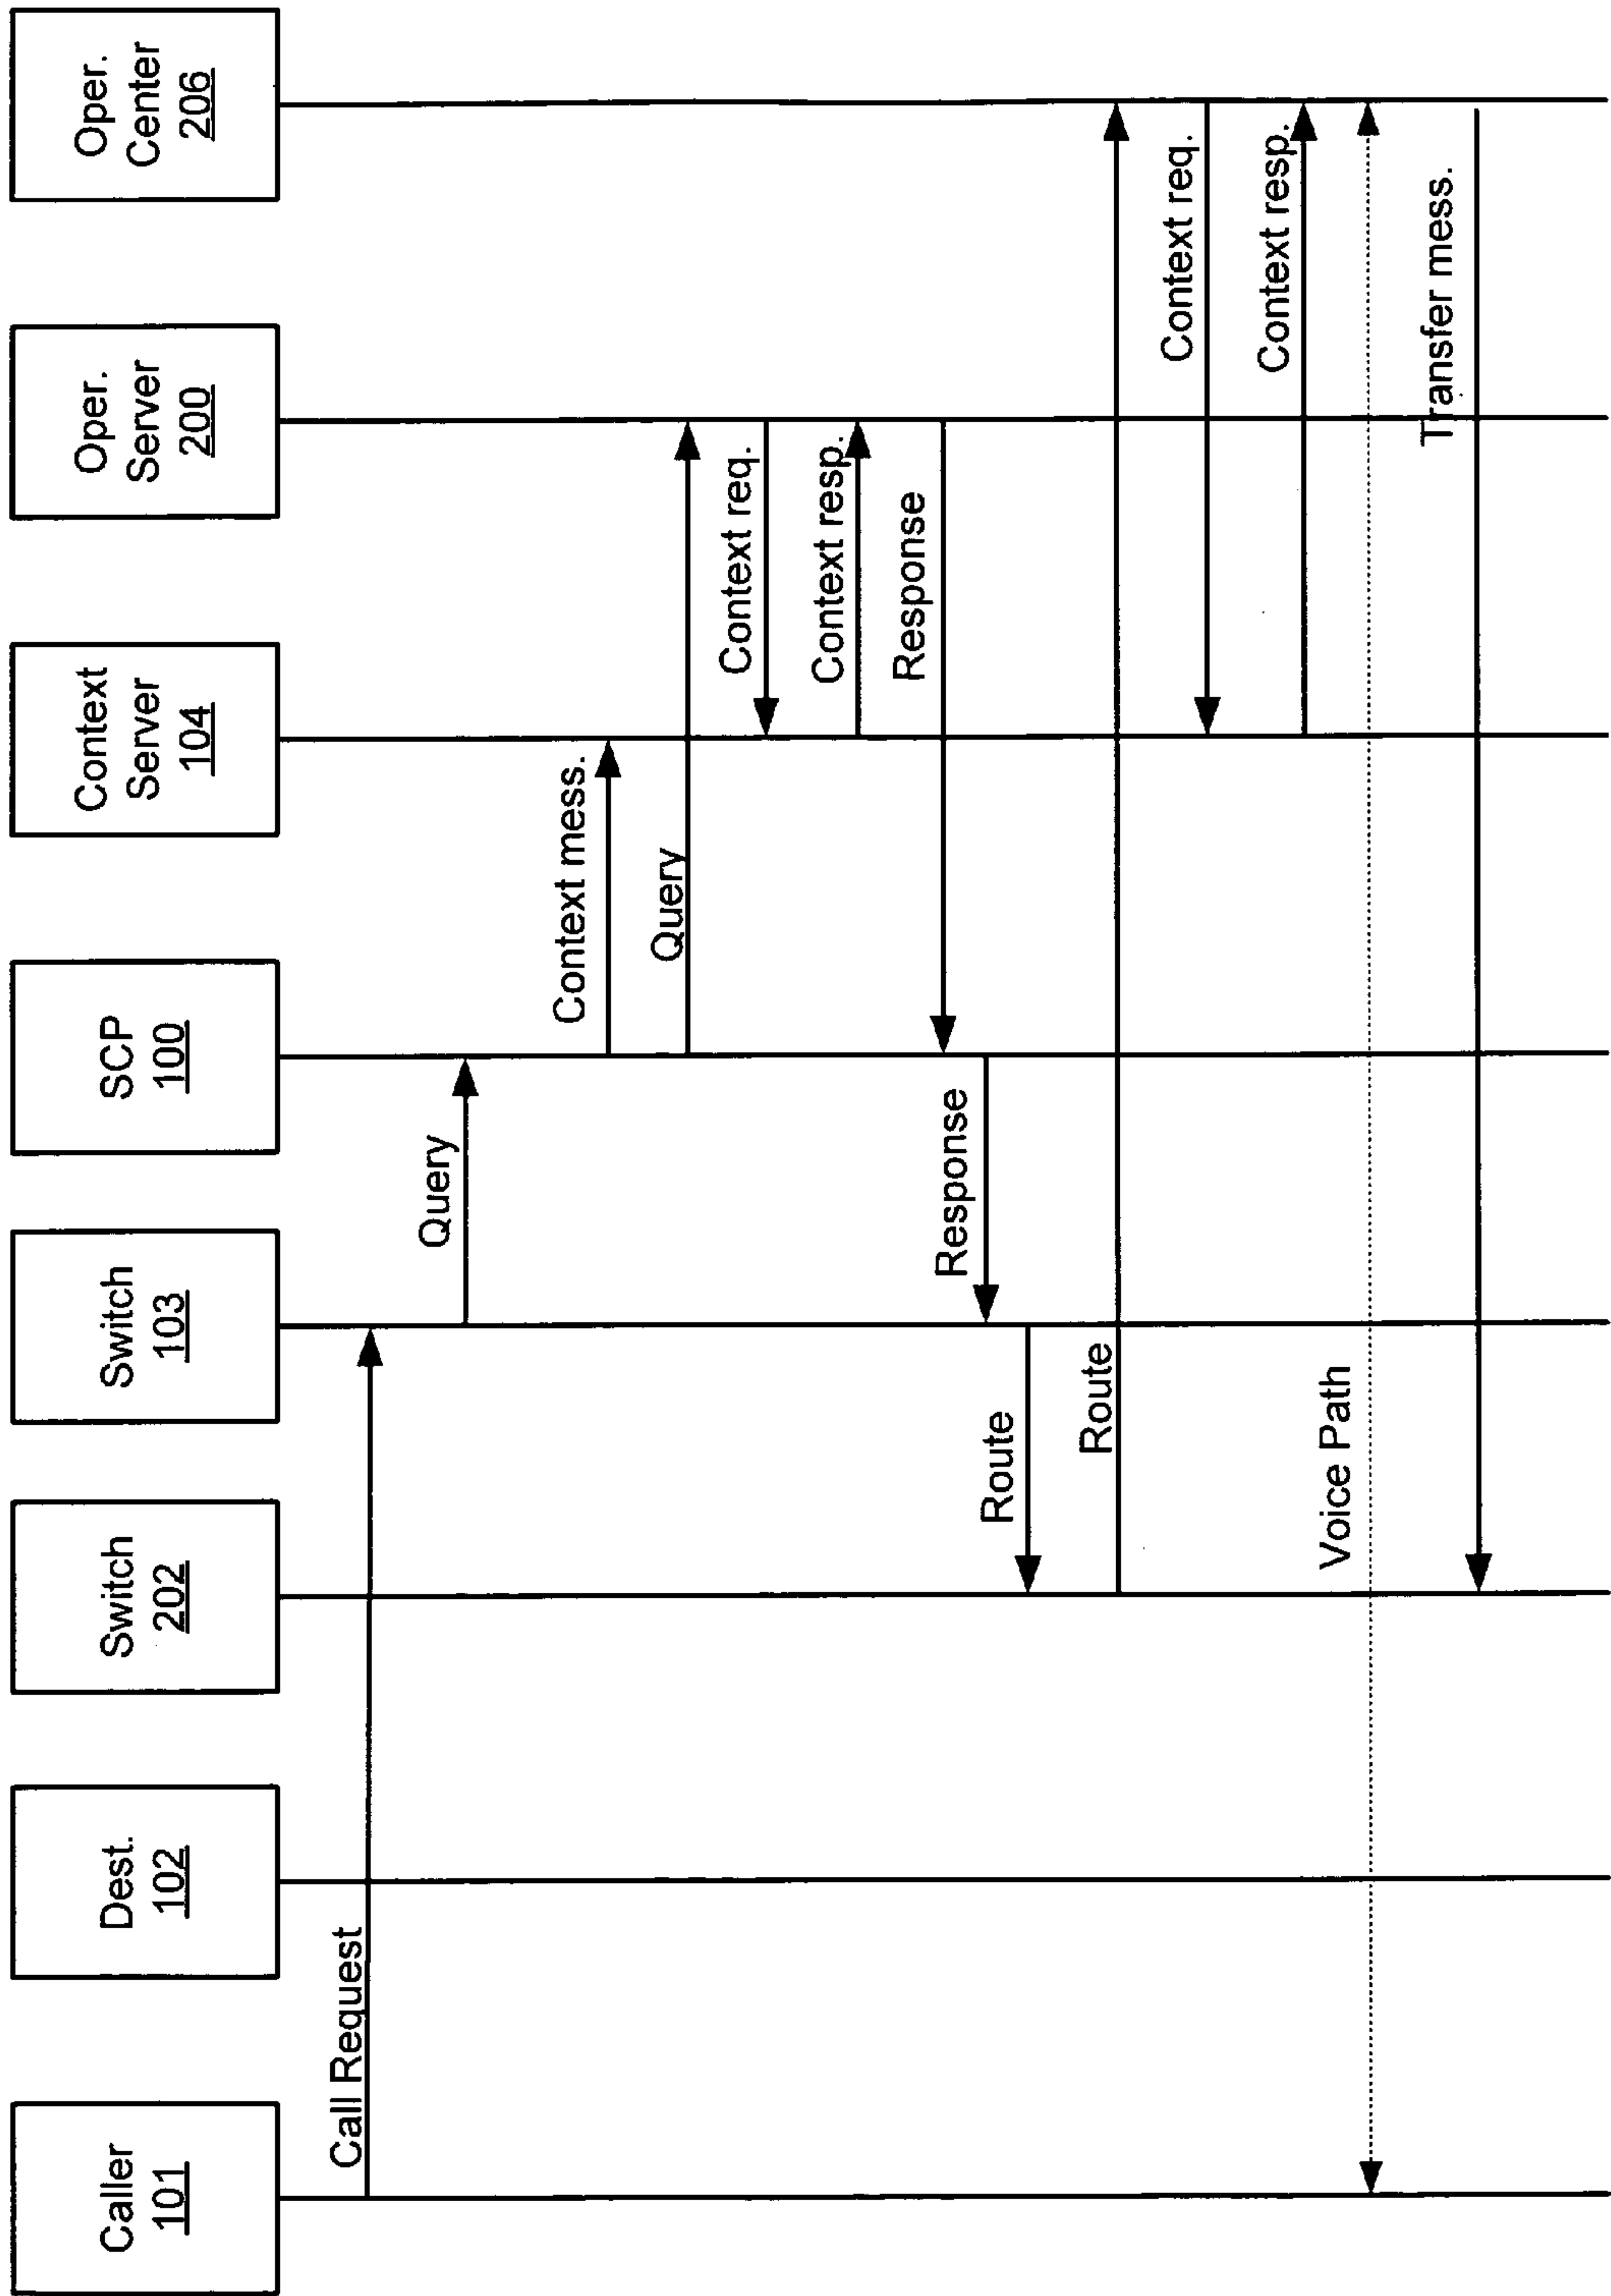 Caller
101
Dest.
102
Switch
202
Switch
103
SCP
100
Context
Server
104
Oper.
Server
200
Oper.
Center
206
Call Request
Query
Context mess.
Query
Context req.
Context resp.
Response
Response
Route
Route
Context req.
Context resp.
Voice Path
Transfer mess.